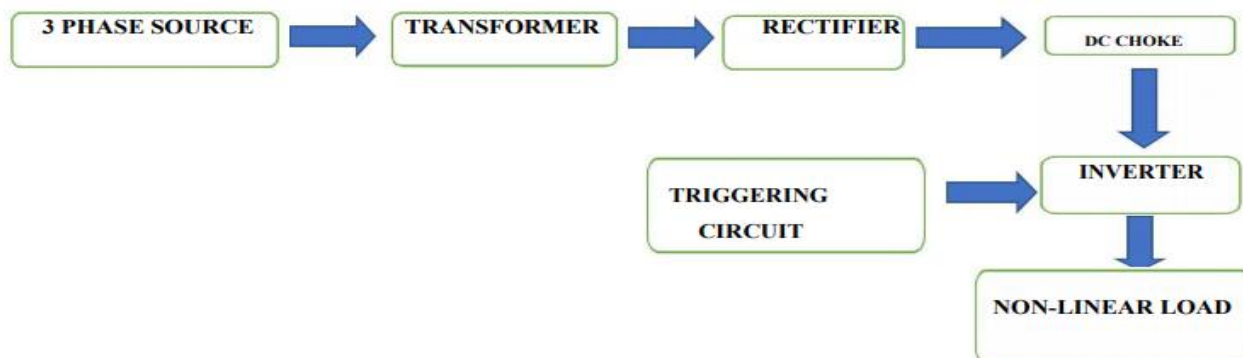 3 PHASE SOURCE
TRANSFORMER
RECTIFIER
DC CHOKE
TRIGGERING
CIRCUIT
INVERTER
NON-LINEAR LOAD